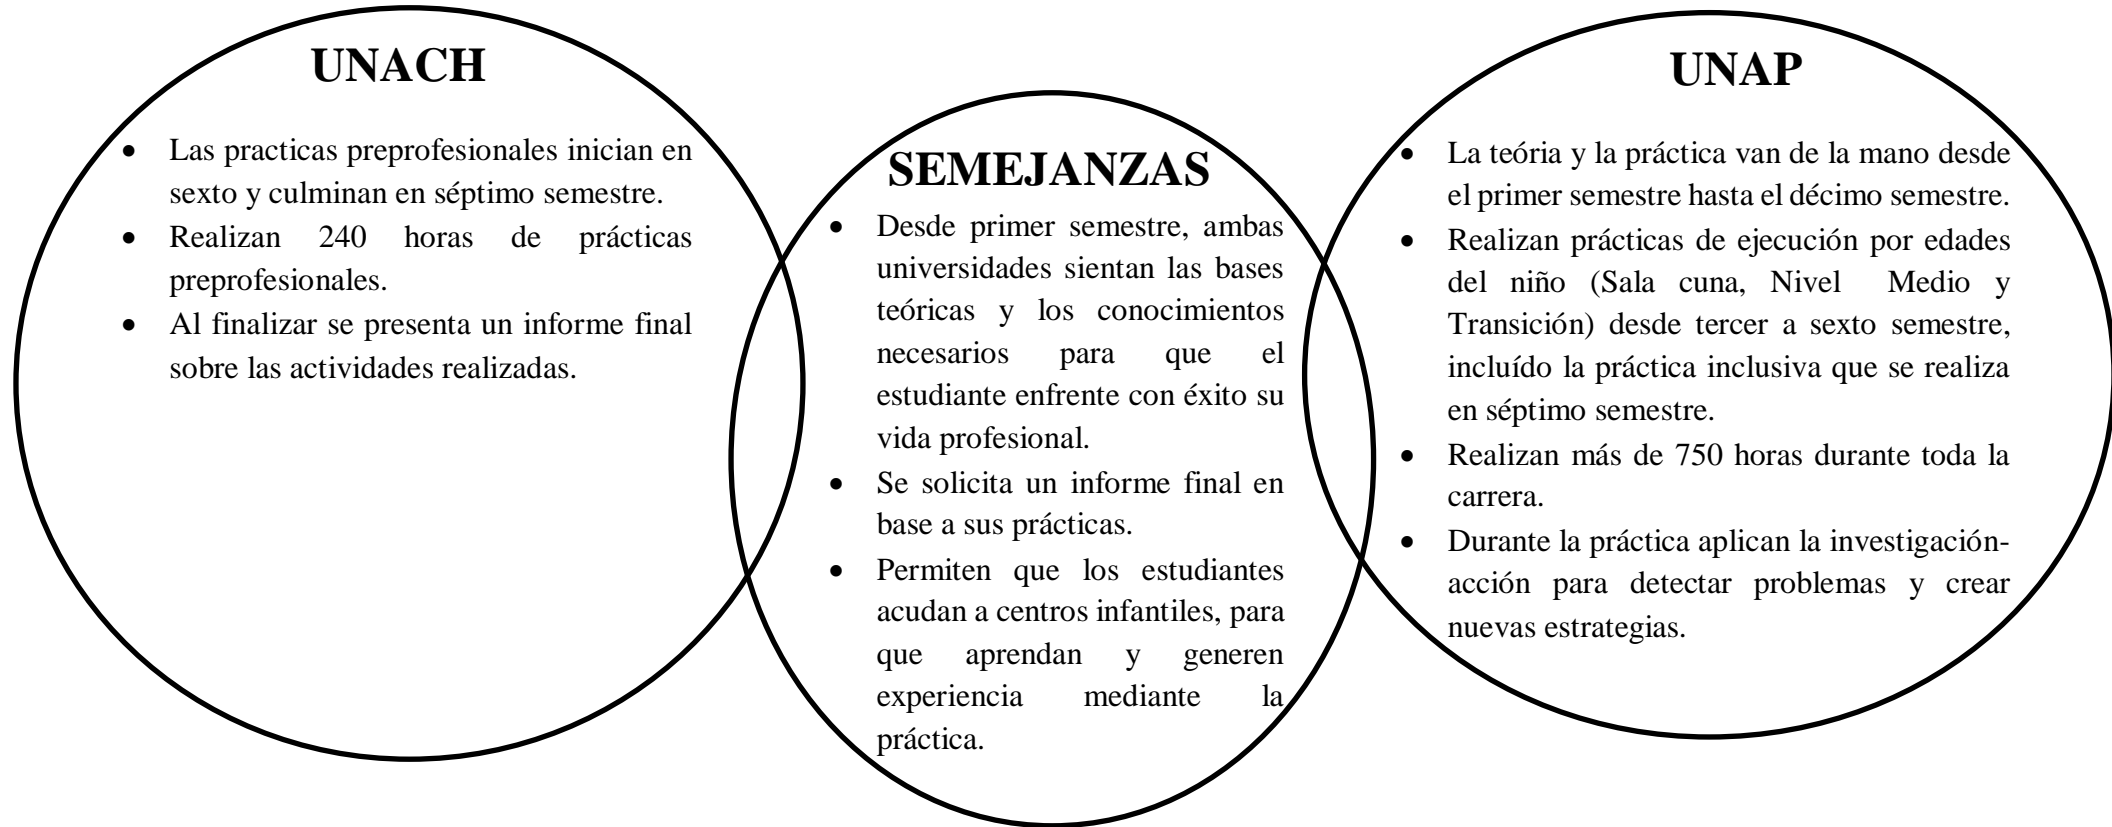 UNACH
• Las practicas preprofesionales inician en
sexto y culminan en séptimo semestre.
• Realizan 240 horas de prácticas
preprofesionales.
• Al finalizar se presenta un informe final
sobre las actividades realizadas.
SEMEJANZAS
• Desde primer semestre, ambas
universidades sientan las bases
teóricas y los conocimientos
necesarios para que el
estudiante enfrente con éxito su
vida profesional.
• Se solicita un informe final en
base a sus prácticas.
• Permiten que los estudiantes
acudan a centros infantiles, para
que aprendan y generen
experiencia mediante la
práctica.
UNAP
• La teória y la práctica van de la mano desde
el primer semestre hasta el décimo semestre.
• Realizan prácticas de ejecución por edades
del niño (Sala cuna, Nivel Medio y
Transición) desde tercer a sexto semestre,
incluído la práctica inclusiva que se realiza
en séptimo semestre.
• Realizan más de 750 horas durante toda la
carrera.
• Durante la práctica aplican la investigación-
acción para detectar problemas y crear
nuevas estrategias.